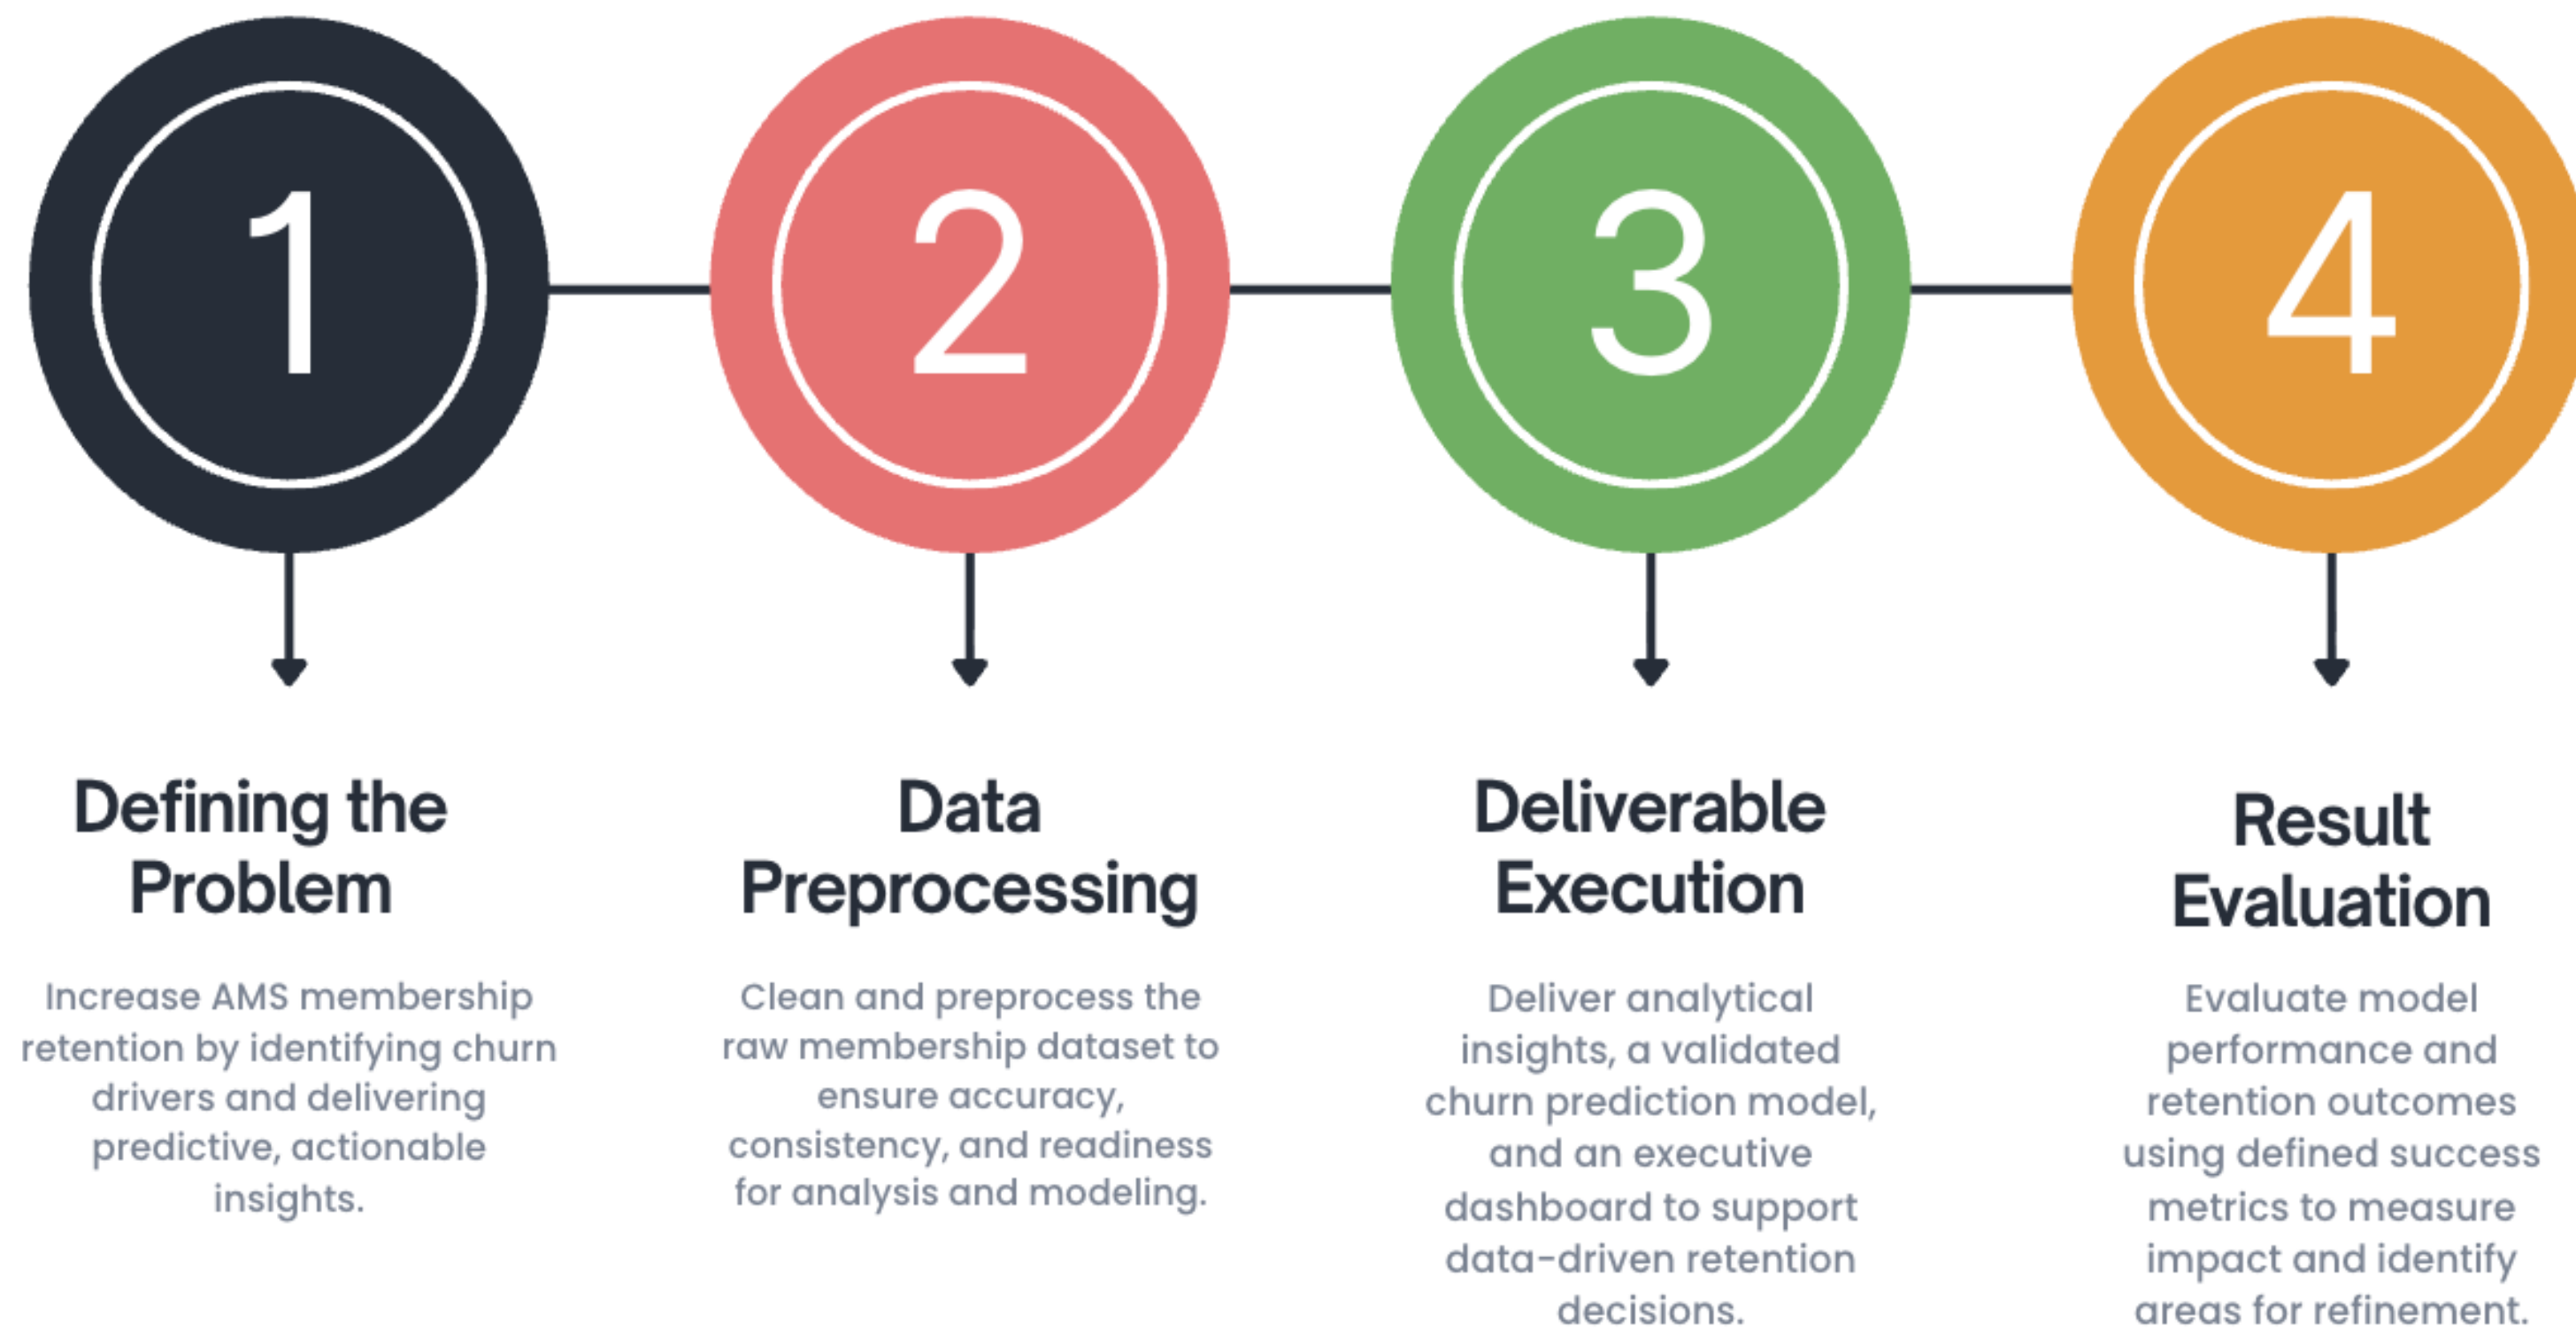 1
2
3
4
Defining the
Problem
Increase AMS membership
retention by identifying churn
drivers and delivering
predictive, actionable
insights.
Data
Preprocessing
Clean and preprocess the
raw membership dataset to
ensure accuracy,
consistency, and readiness
for analysis and modeling.
Deliverable
Execution
Deliver analytical
insights, a validated
churn prediction model,
and an executive
dashboard to support
data-driven retention
decisions.
Result
Evaluation
Evaluate model
performance and
retention outcomes
using defined success
metrics to measure
impact and identify
areas for refinement.